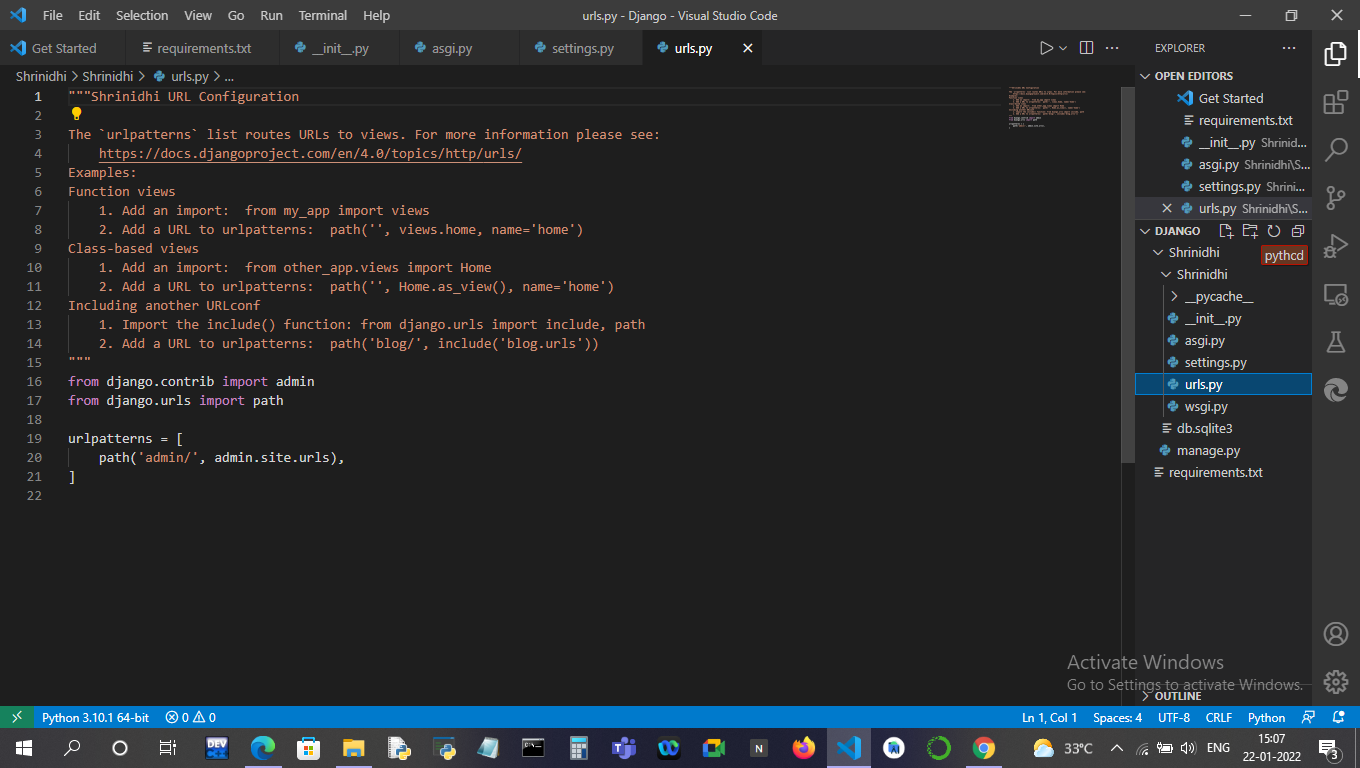 File Edit Selection View Go Run Terminal Help
urls.py - Django - Visual Studio Code
Get Started
requirements.txt
__init__.py
asgi.py
settings.py
urls.py
Shrinidhi > Shrinidhi > urls.py > ...
1 """Shrinidhi URL Configuration
2
3 The `urlpatterns` list routes URLs to views. For more information please see:
4 https://docs.djangoproject.com/en/4.0/topics/http/urls/
5 Examples:
6 Function views
7 1. Add an import:  from my_app import views
8 2. Add a URL to urlpatterns:  path('', views.home, name='home')
9 Class-based views
10 1. Add an import:  from other_app.views import Home
11 2. Add a URL to urlpatterns:  path('', Home.as_view(), name='home')
12 Including another URLconf
13 1. Import the include() function: from django.urls import include, path
14 2. Add a URL to urlpatterns:  path('blog/', include('blog.urls'))
15 """
16 from django.contrib import admin
17 from django.urls import path
18
19 urlpatterns = [
20 path('admin/', admin.site.urls),
21 ]
22
EXPLORER
OPEN EDITORS
Get Started
requirements.txt
__init__.py Shrinid...
asgi.py Shrinidhi\S...
settings.py Shrini...
urls.py Shrinidhi\S...
DJANGO
Shrinidhi
pythcd
Shrinidhi
__pycache__
__init__.py
asgi.py
settings.py
urls.py
wsgi.py
db.sqlite3
manage.py
requirements.txt
Activate Windows
Go to Settings to activate Windows.
OUTLINE
Python 3.10.1 64-bit 0 0
Ln 1, Col 1 Spaces: 4 UTF-8 CRLF Python
DEV C++
N
33°C
ENG
15:07
22-01-2022
3